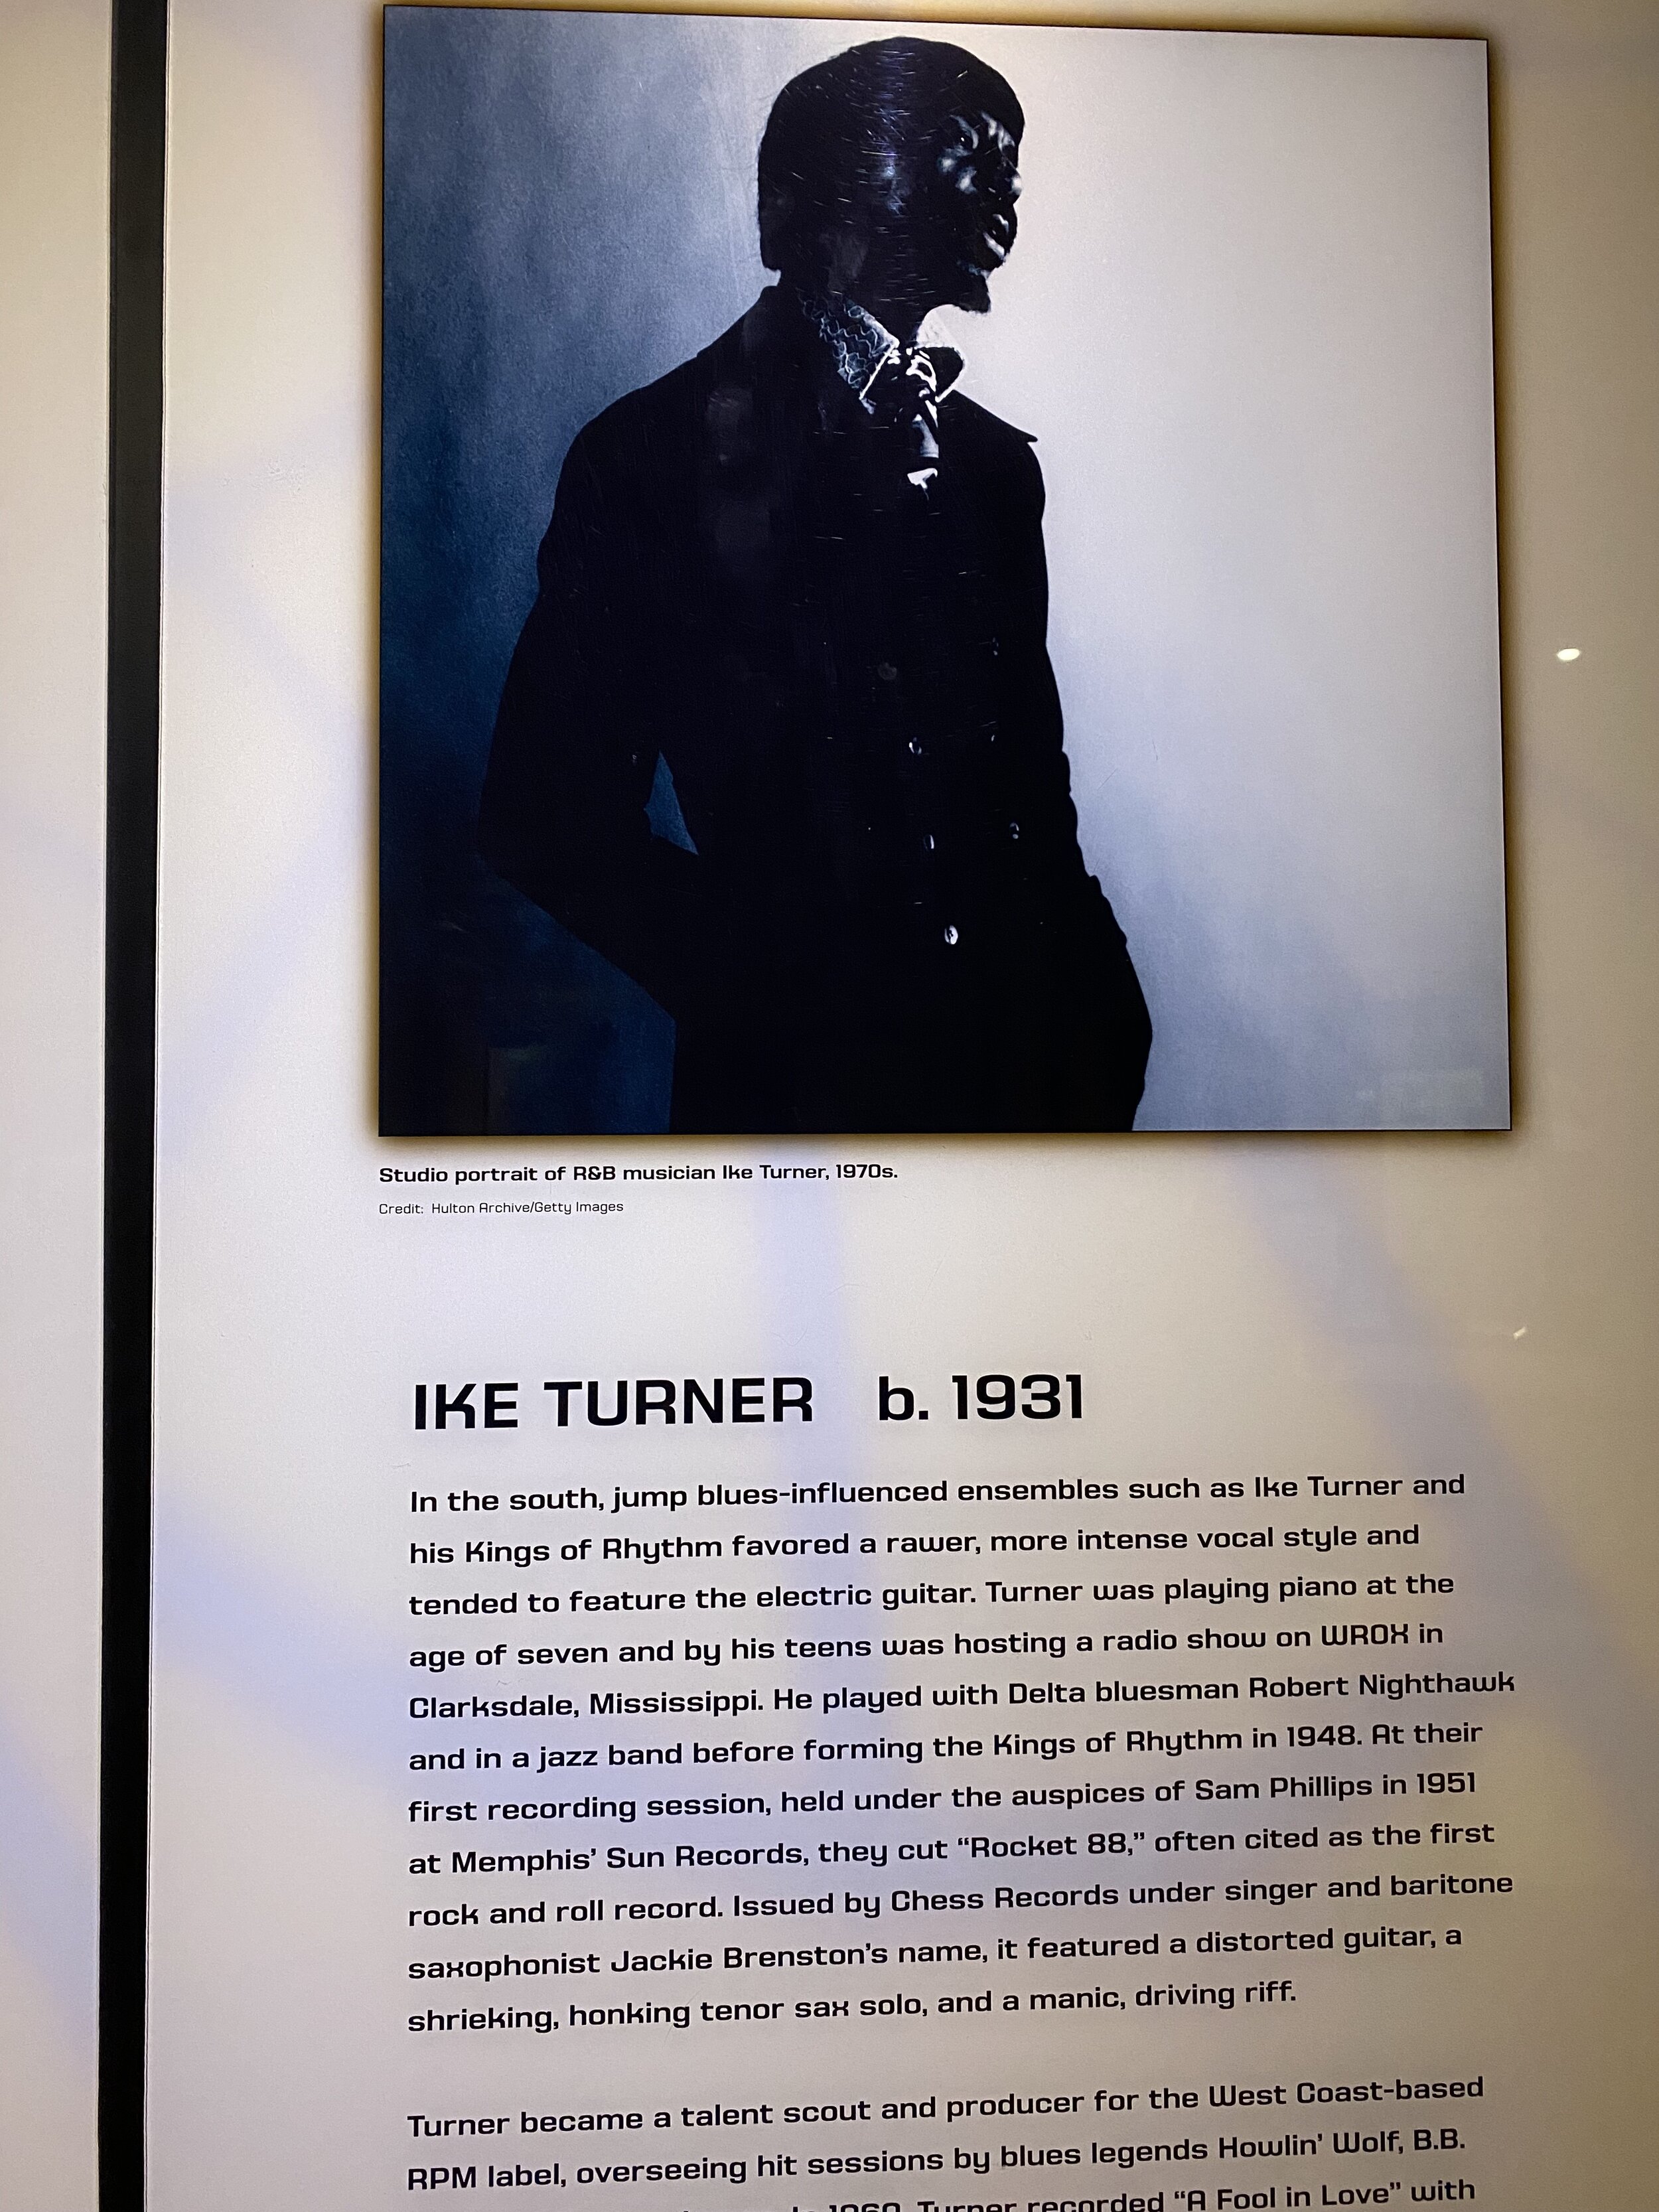 Studio portrait of R&B musician Ike Turner, 1970s.
Credit: Hulton Archive/Getty Images
IKE TURNER b. 1931
In the south, jump blues-influenced ensembles such as Ike Turner and
his Kings of Rhythm favored a rawer, more intense vocal style and
tended to feature the electric guitar. Turner was playing piano at the
age of seven and by his teens was hosting a radio show on WROX in
Clarksdale, Mississippi. He played with Delta bluesman Robert Nighthawk
and in a jazz band before forming the Kings of Rhythm in 1948. At their
first recording session, held under the auspices of Sam Phillips in 1951
at Memphis’ Sun Records, they cut “Rocket 88,” often cited as the first
rock and roll record. Issued by Chess Records under singer and baritone
saxophonist Jackie Brenston’s name, it featured a distorted guitar, a
shrieking, honking tenor sax solo, and a manic, driving riff.
Turner became a talent scout and producer for the West Coast-based
RPM label, overseeing hit sessions by blues legends Howlin’ Wolf, B.B.
1960, Turner recorded “A Fool in Love” with